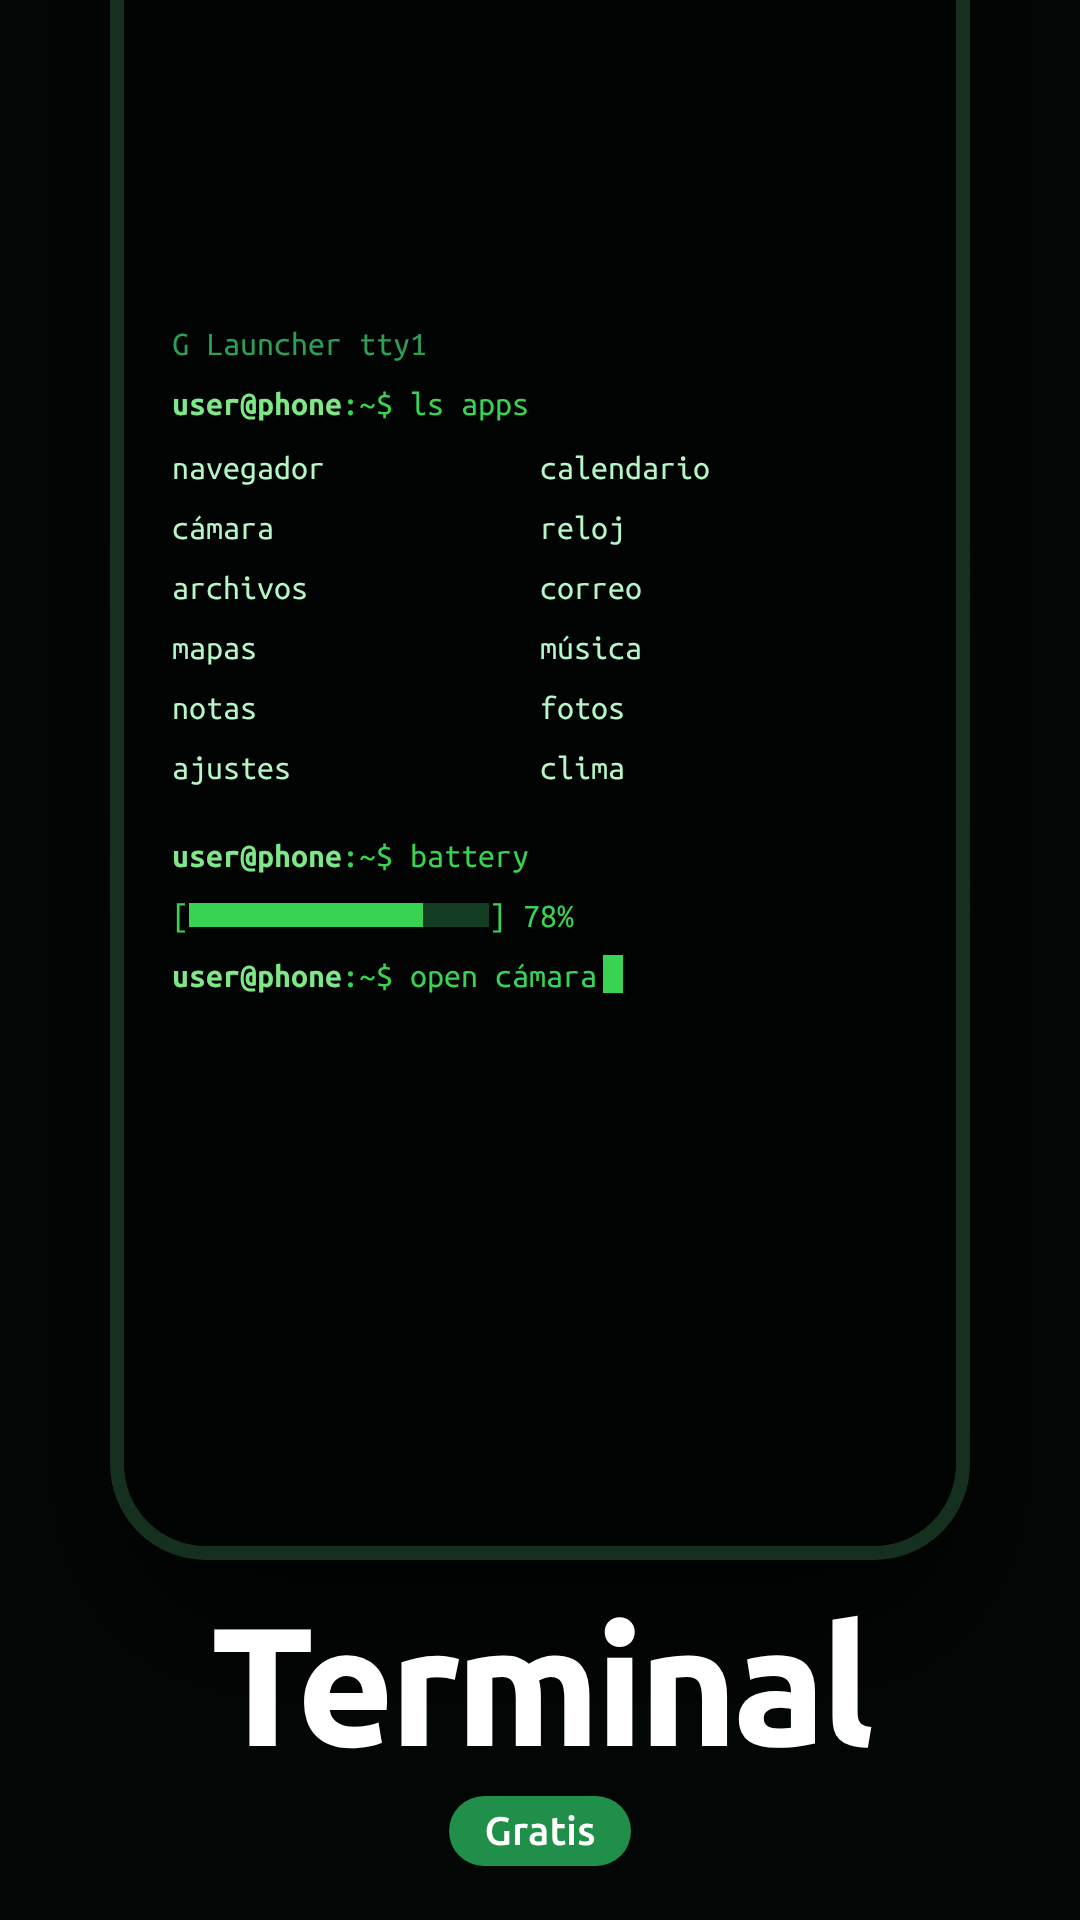 G Launcher tty1
user@phone:~$ ls apps
navegador calendario
cámara reloj
archivos correo
mapas música
notas fotos
ajustes clima
user@phone:~$ battery
[ ] 78%
user@phone:~$ open cámara
Terminal
Gratis